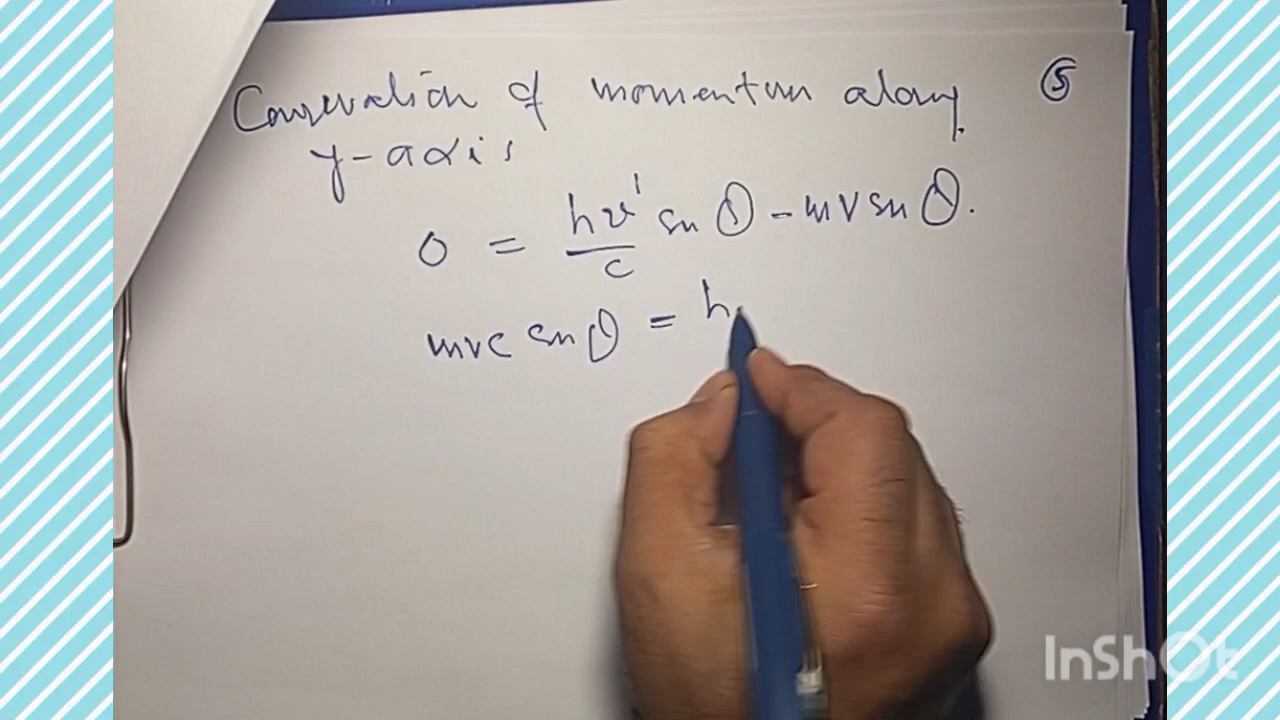 Conservation of momentum along ⑤
y-axis
0 = hν'/c sin θ - mv sin θ.
mvc sin θ = h
InShOt